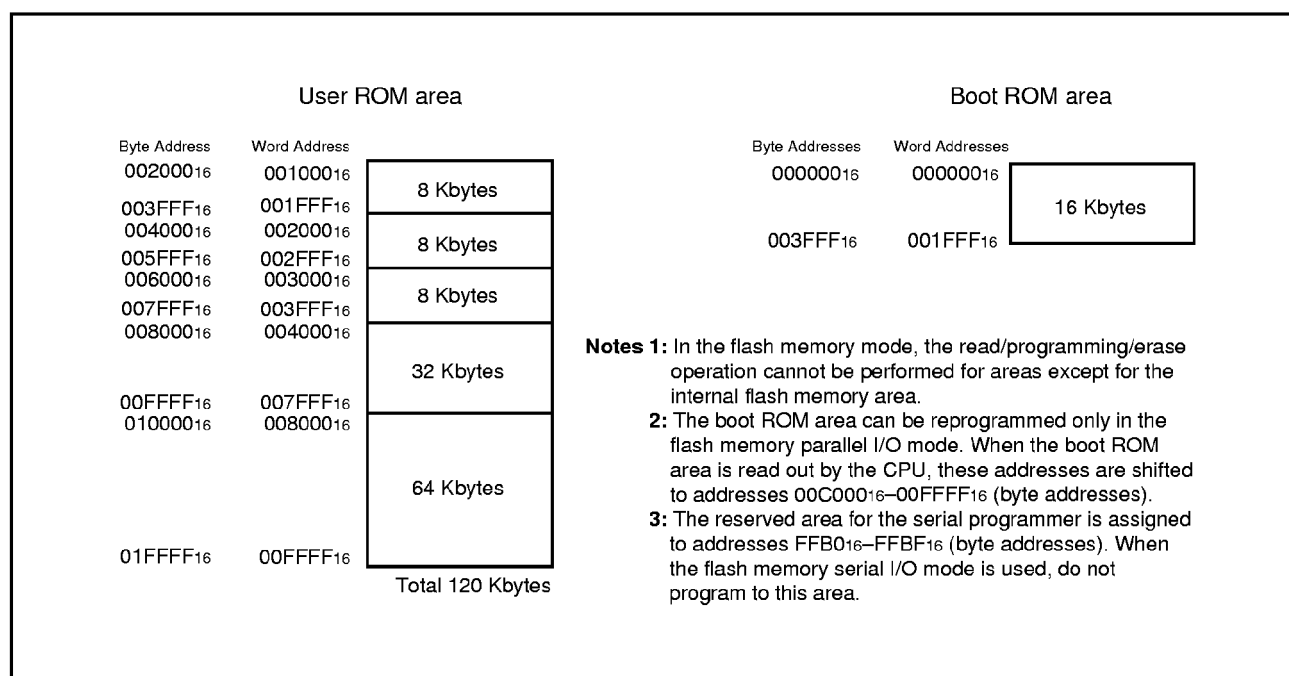 User ROM area
Byte Address Word Address
002000₁₆ 001000₁₆
8 Kbytes
003FFF₁₆ 001FFF₁₆
004000₁₆ 002000₁₆
8 Kbytes
005FFF₁₆ 002FFF₁₆
006000₁₆ 003000₁₆
8 Kbytes
007FFF₁₆ 003FFF₁₆
008000₁₆ 004000₁₆
32 Kbytes
00FFFF₁₆ 007FFF₁₆
010000₁₆ 008000₁₆
64 Kbytes
01FFFF₁₆ 00FFFF₁₆
Total 120 Kbytes
Boot ROM area
Byte Addresses Word Addresses
000000₁₆ 000000₁₆
16 Kbytes
003FFF₁₆ 001FFF₁₆
Notes 1: In the flash memory mode, the read/programming/erase
operation cannot be performed for areas except for the
internal flash memory area.
2: The boot ROM area can be reprogrammed only in the
flash memory parallel I/O mode. When the boot ROM
area is read out by the CPU, these addresses are shifted
to addresses 00C000₁₆–00FFFF₁₆ (byte addresses).
3: The reserved area for the serial programmer is assigned
to addresses FFB0₁₆–FFBF₁₆ (byte addresses). When
the flash memory serial I/O mode is used, do not
program to this area.